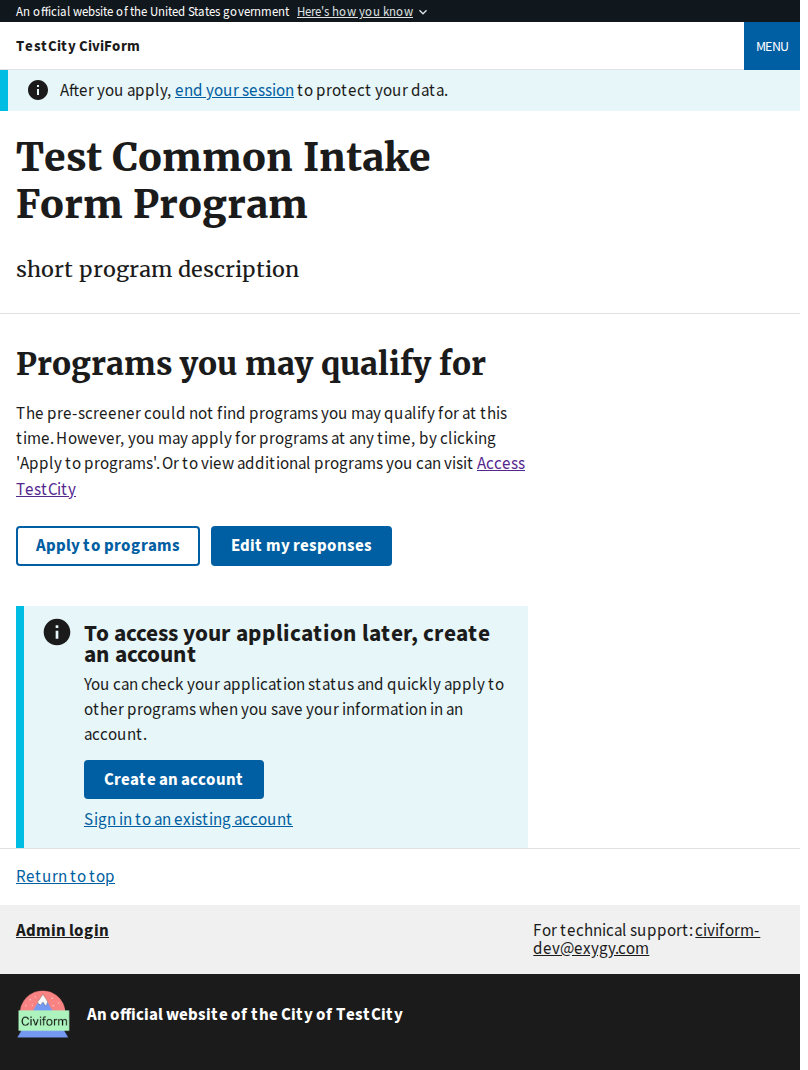 An official website of the United States government Here's how you know
TestCity CiviForm
MENU
After you apply, end your session to protect your data.
Test Common Intake
Form Program
short program description
Programs you may qualify for
The pre-screener could not find programs you may qualify for at this
time. However, you may apply for programs at any time, by clicking
'Apply to programs'. Or to view additional programs you can visit Access
TestCity
Apply to programs
Edit my responses
To access your application later, create
an account
You can check your application status and quickly apply to
other programs when you save your information in an
account.
Create an account
Sign in to an existing account
Return to top
Admin login
For technical support: civiform-
dev@exygy.com
Civiform
An official website of the City of TestCity